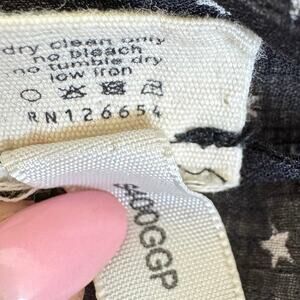 dry clean only
no bleach
no tumble dry
low iron
RN126654
400GGP